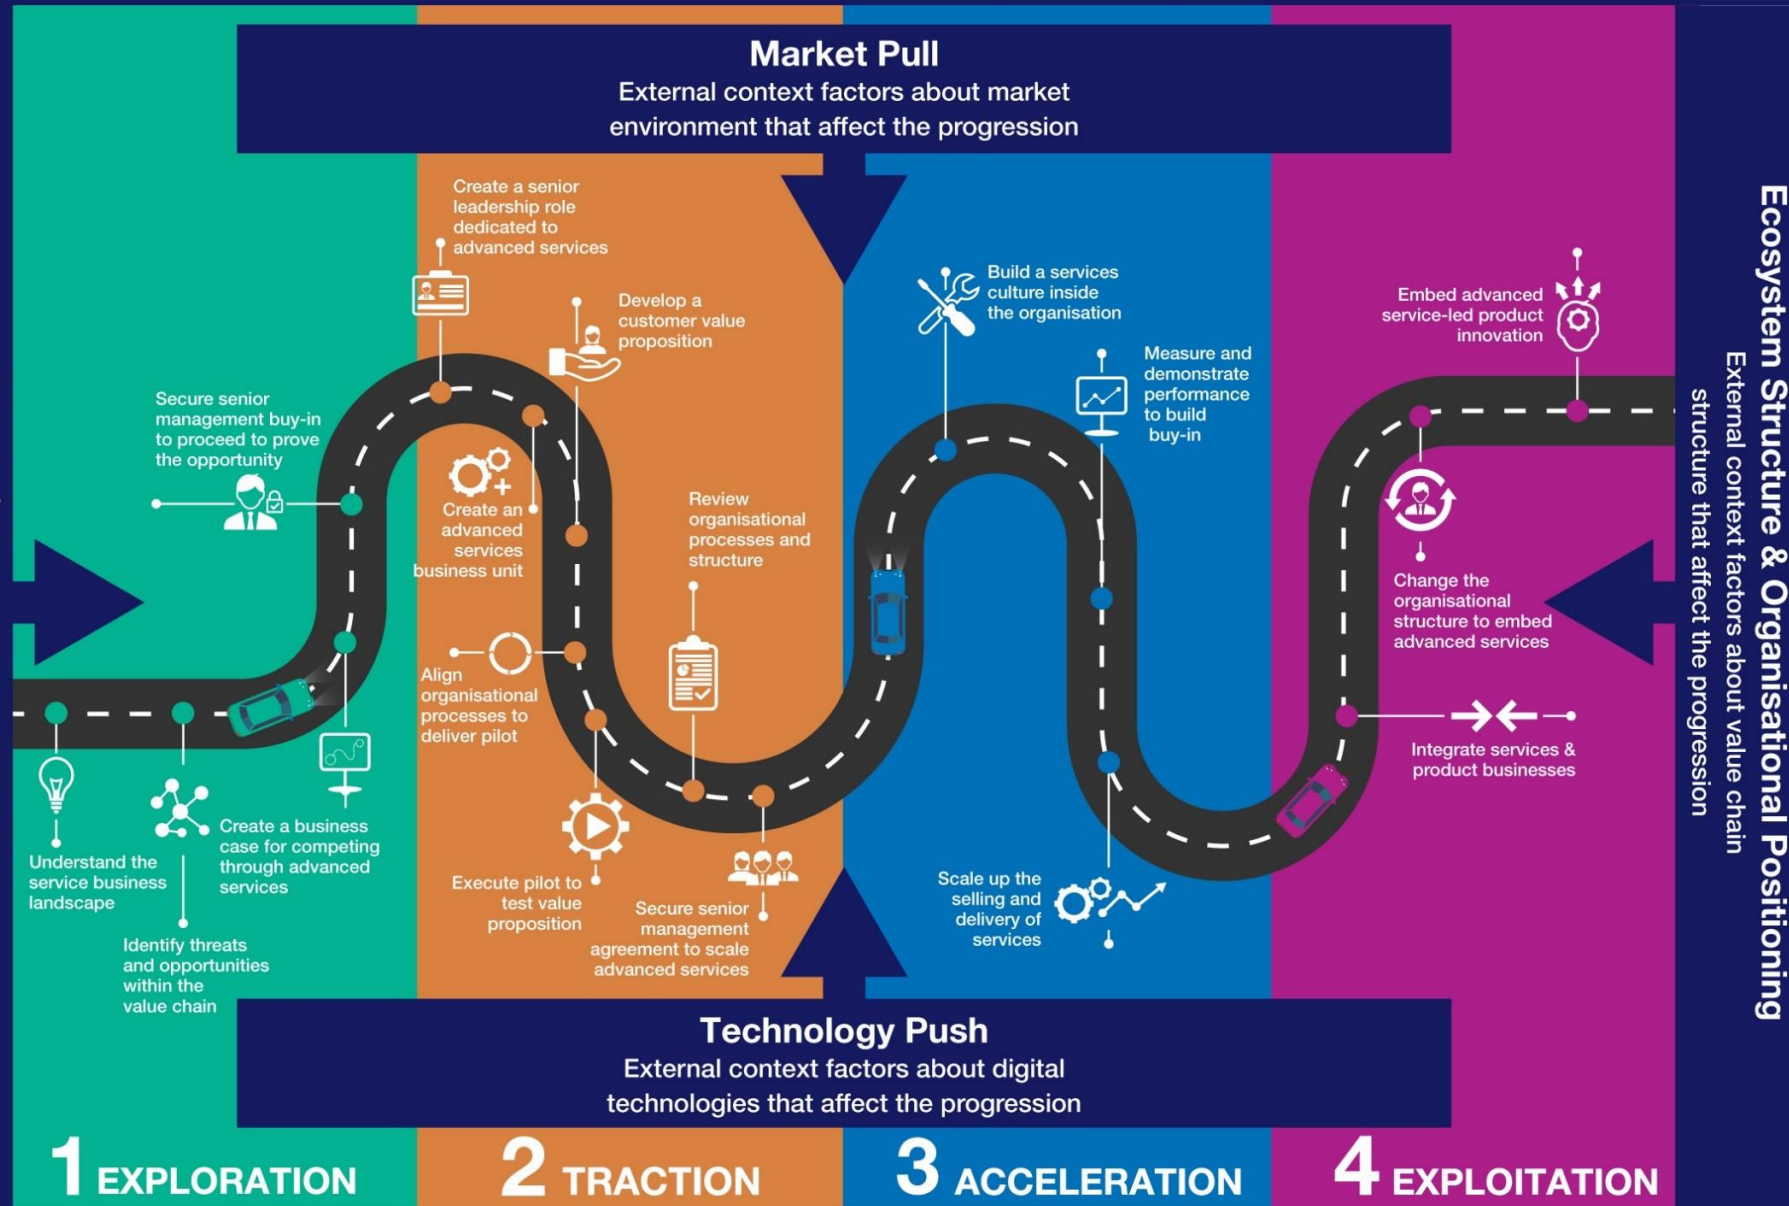 Market Pull
External context factors about market
environment that affect the progression
Secure senior
management buy-in
to proceed to prove
the opportunity
Understand the
service business
landscape
Identify threats
and opportunities
within the
value chain
Create a business
case for competing
through advanced
services
Create a senior
leadership role
dedicated to
advanced services
Develop a
customer value
proposition
Create an
advanced
services
business unit
Review
organisational
processes and
structure
Align
organisational
processes to
deliver pilot
Execute pilot to
test value
proposition
Secure senior
management
agreement to scale
advanced services
Build a services
culture inside
the organisation
Measure and
demonstrate
performance
to build
buy-in
Scale up the
selling and
delivery of
services
Embed advanced
service-led product
innovation
Change the
organisational
structure to embed
advanced services
Integrate services &
product businesses
Ecosystem Structure & Organisational Positioning
External context factors about value chain
structure that affect the progression
Technology Push
External context factors about digital
technologies that affect the progression
1 EXPLORATION
2 TRACTION
3 ACCELERATION
4 EXPLOITATION